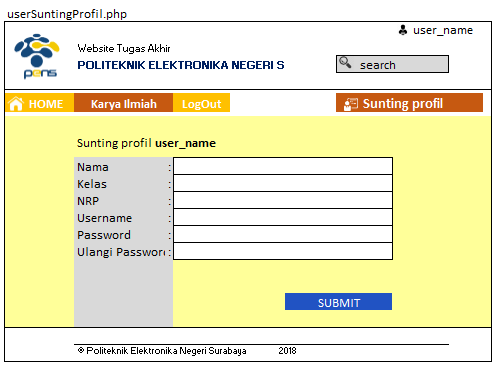 userSuntingProfil.php
user_name
Website Tugas Akhir
POLITEKNIK ELEKTRONIKA NEGERI S
search
pens
HOME Karya Ilmiah LogOut Sunting profil
Sunting profil user_name
Nama :
Kelas :
NRP :
Username :
Password :
Ulangi Password :
SUBMIT
® Politeknik Elektronika Negeri Surabaya 2018